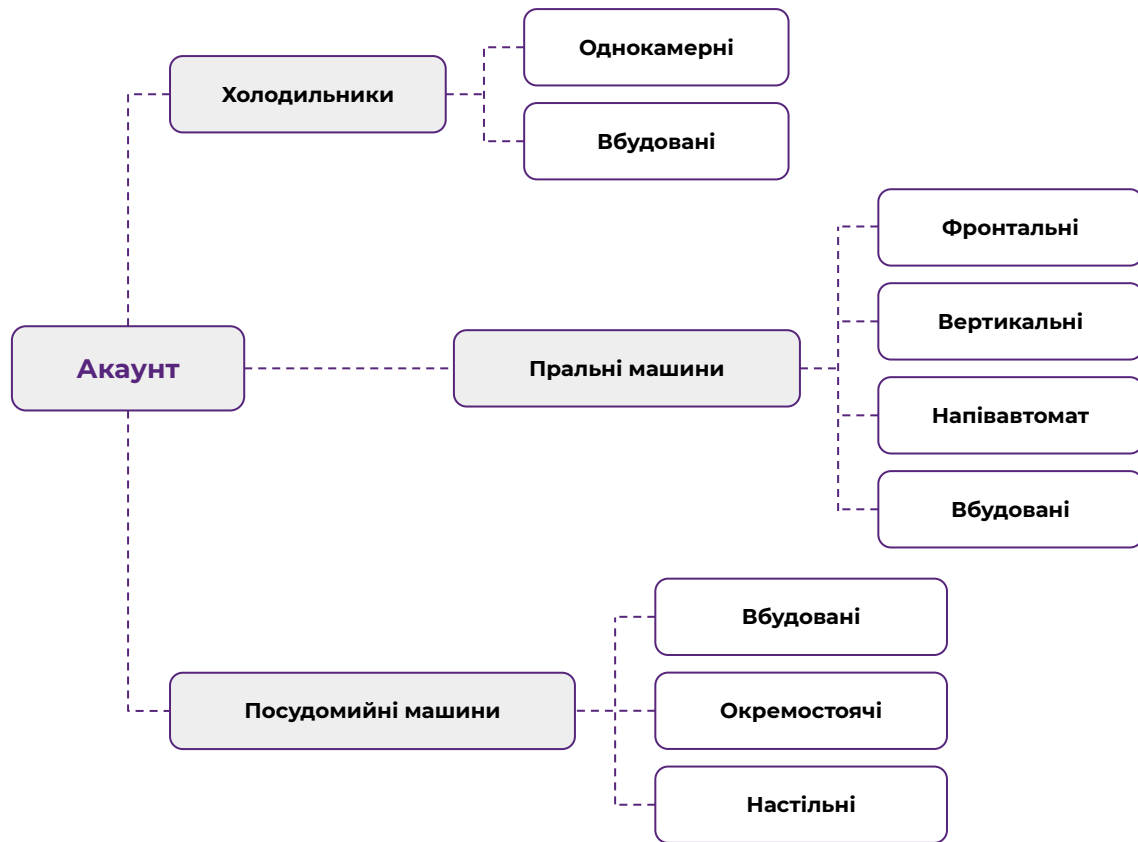 Однокамерні
Холодильники
Вбудовані
Фронтальні
Вертикальні
Акаунт
Пральні машини
Напівавтомат
Вбудовані
Вбудовані
Посудомийні машини
Окремостоячі
Настільні